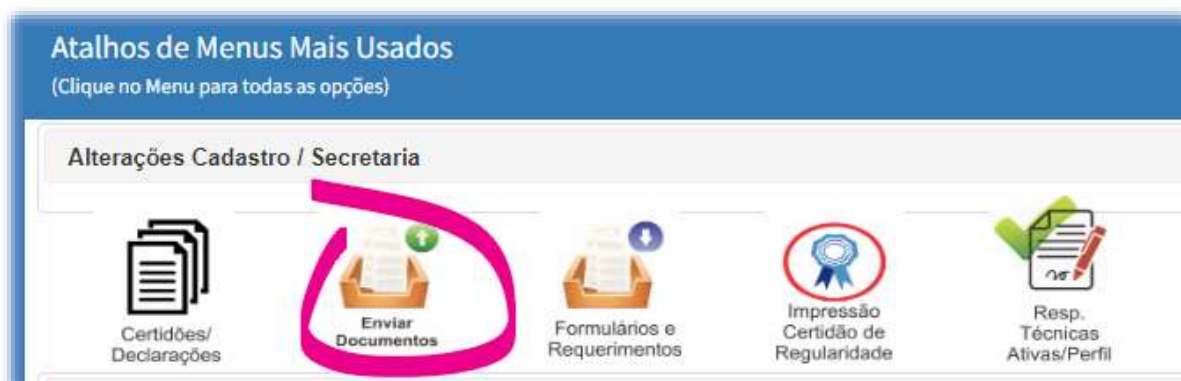 Atalhos de Menus Mais Usados
(Clique no Menu para todas as opções)
Alterações Cadastro / Secretaria
Certidões/
Declarações
Enviar
Documentos
Formulários e
Requerimentos
Impressão
Certidão de
Regularidade
Resp.
Técnicas
Ativas/Perfil